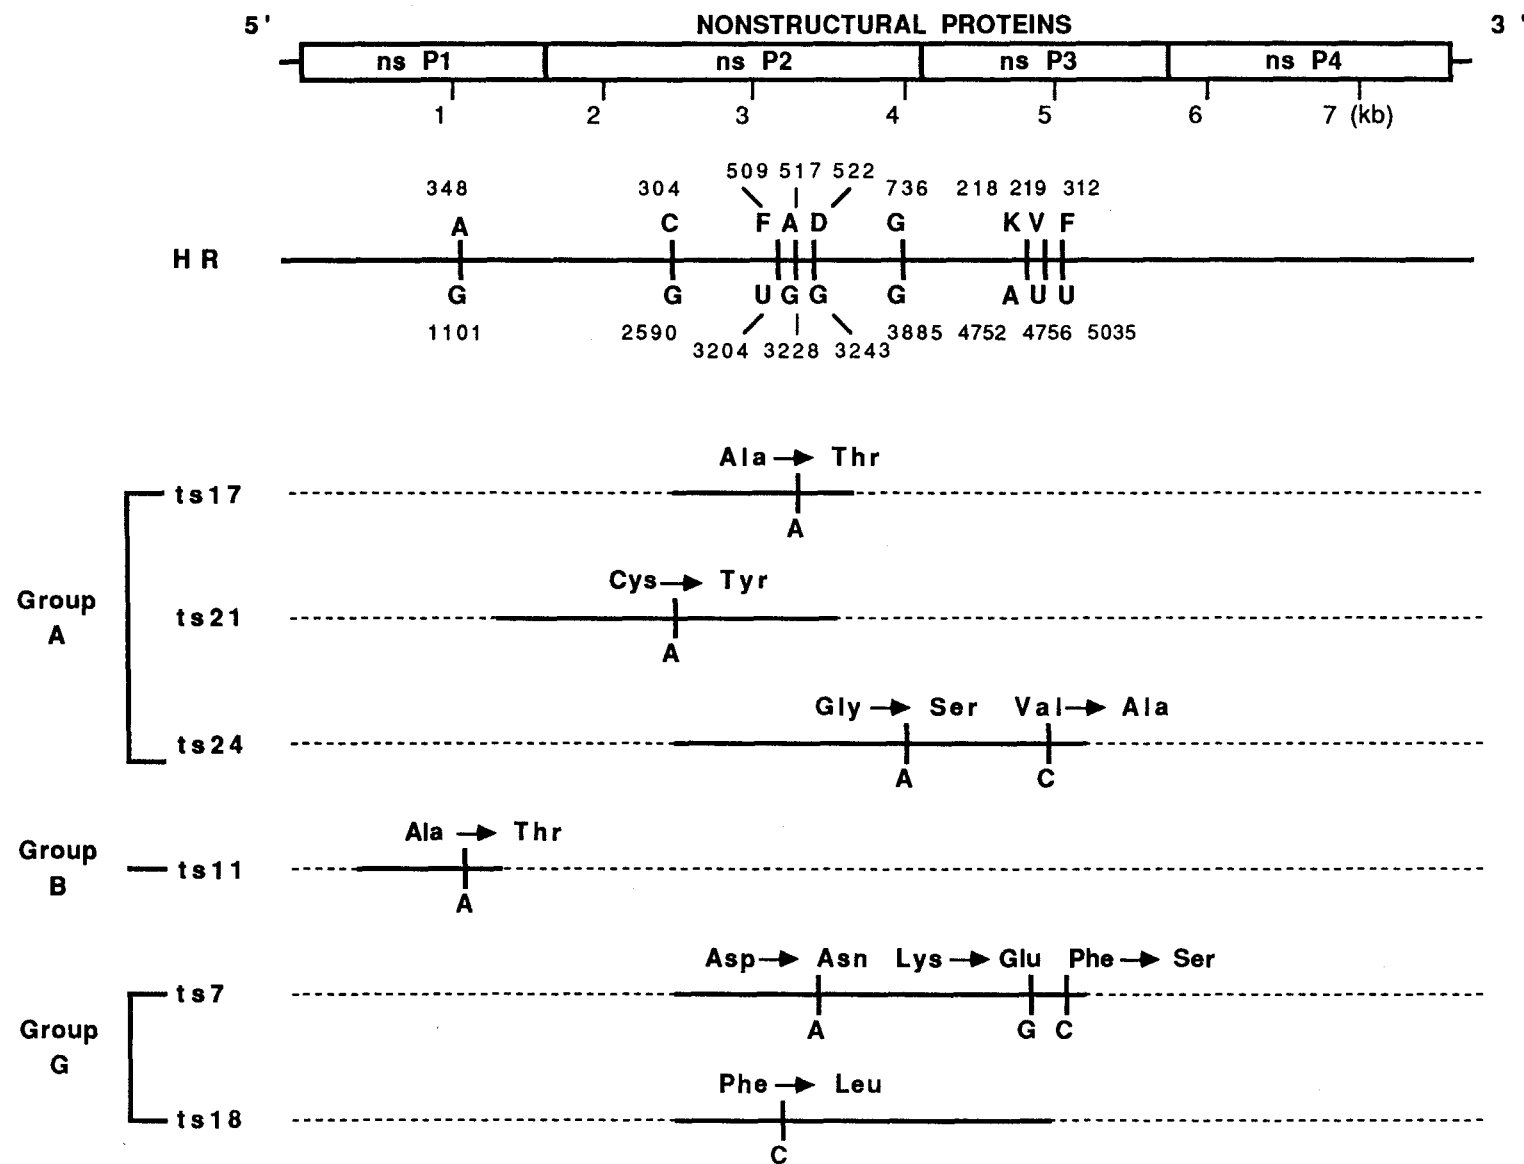 5' NONSTRUCTURAL PROTEINS 3'
ns P1 ns P2 ns P3 ns P4
1 2 3 4 5 6 7 (kb)
509 517 522
348 304 736 218 219 312
A C F A D G K V F
H R
G G U G G G A U U
1101 2590 3885 4752 4756 5035
3204 3228 3243
Ala → Thr
ts17
A
Cys → Tyr
Group
A
ts21
A
Gly → Ser Val → Ala
ts24
A C
Ala → Thr
Group
B
ts11
A
Asp → Asn Lys → Glu Phe → Ser
ts7
A G C
Group
G
Phe → Leu
ts18
C